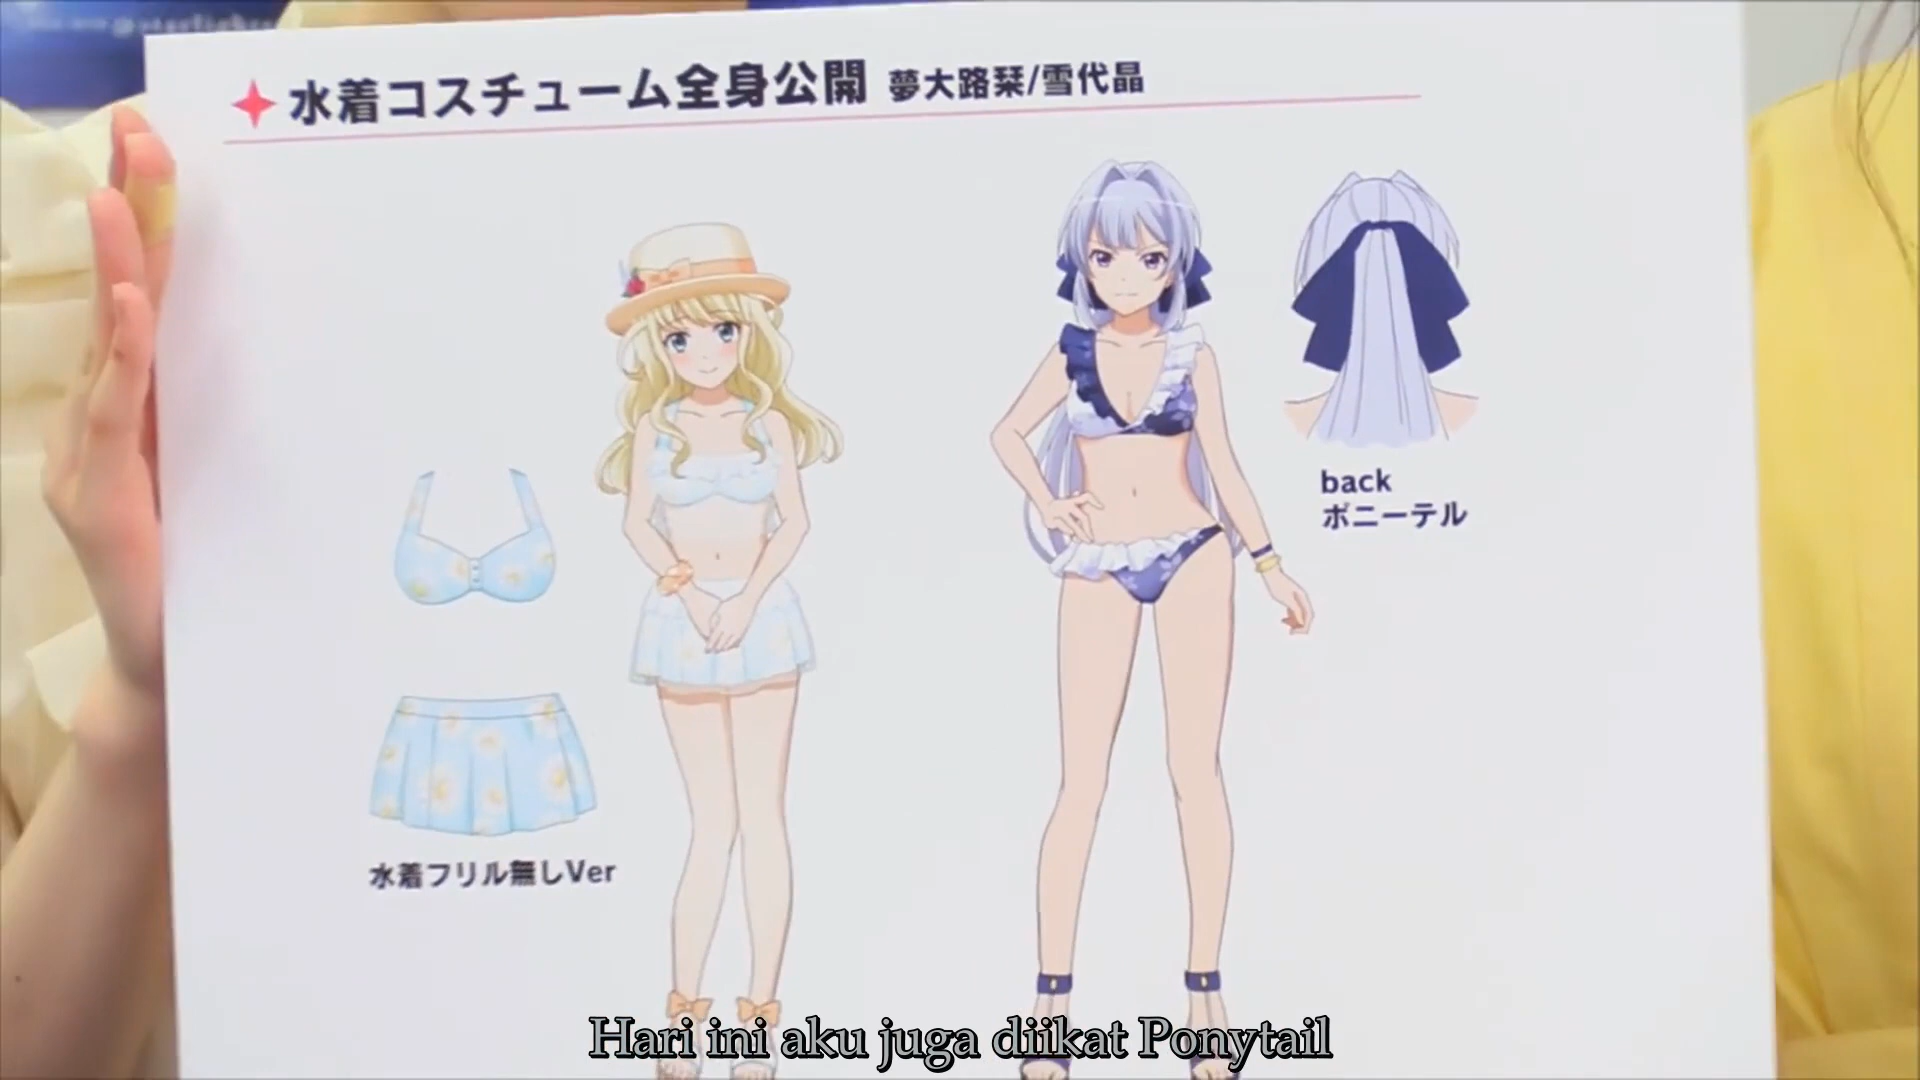 水着コスチューム全身公開 夢大路栞/雪代晶
back
ポニーテル
水着フリル無しVer
Hari ini aku juga diikat Ponytail